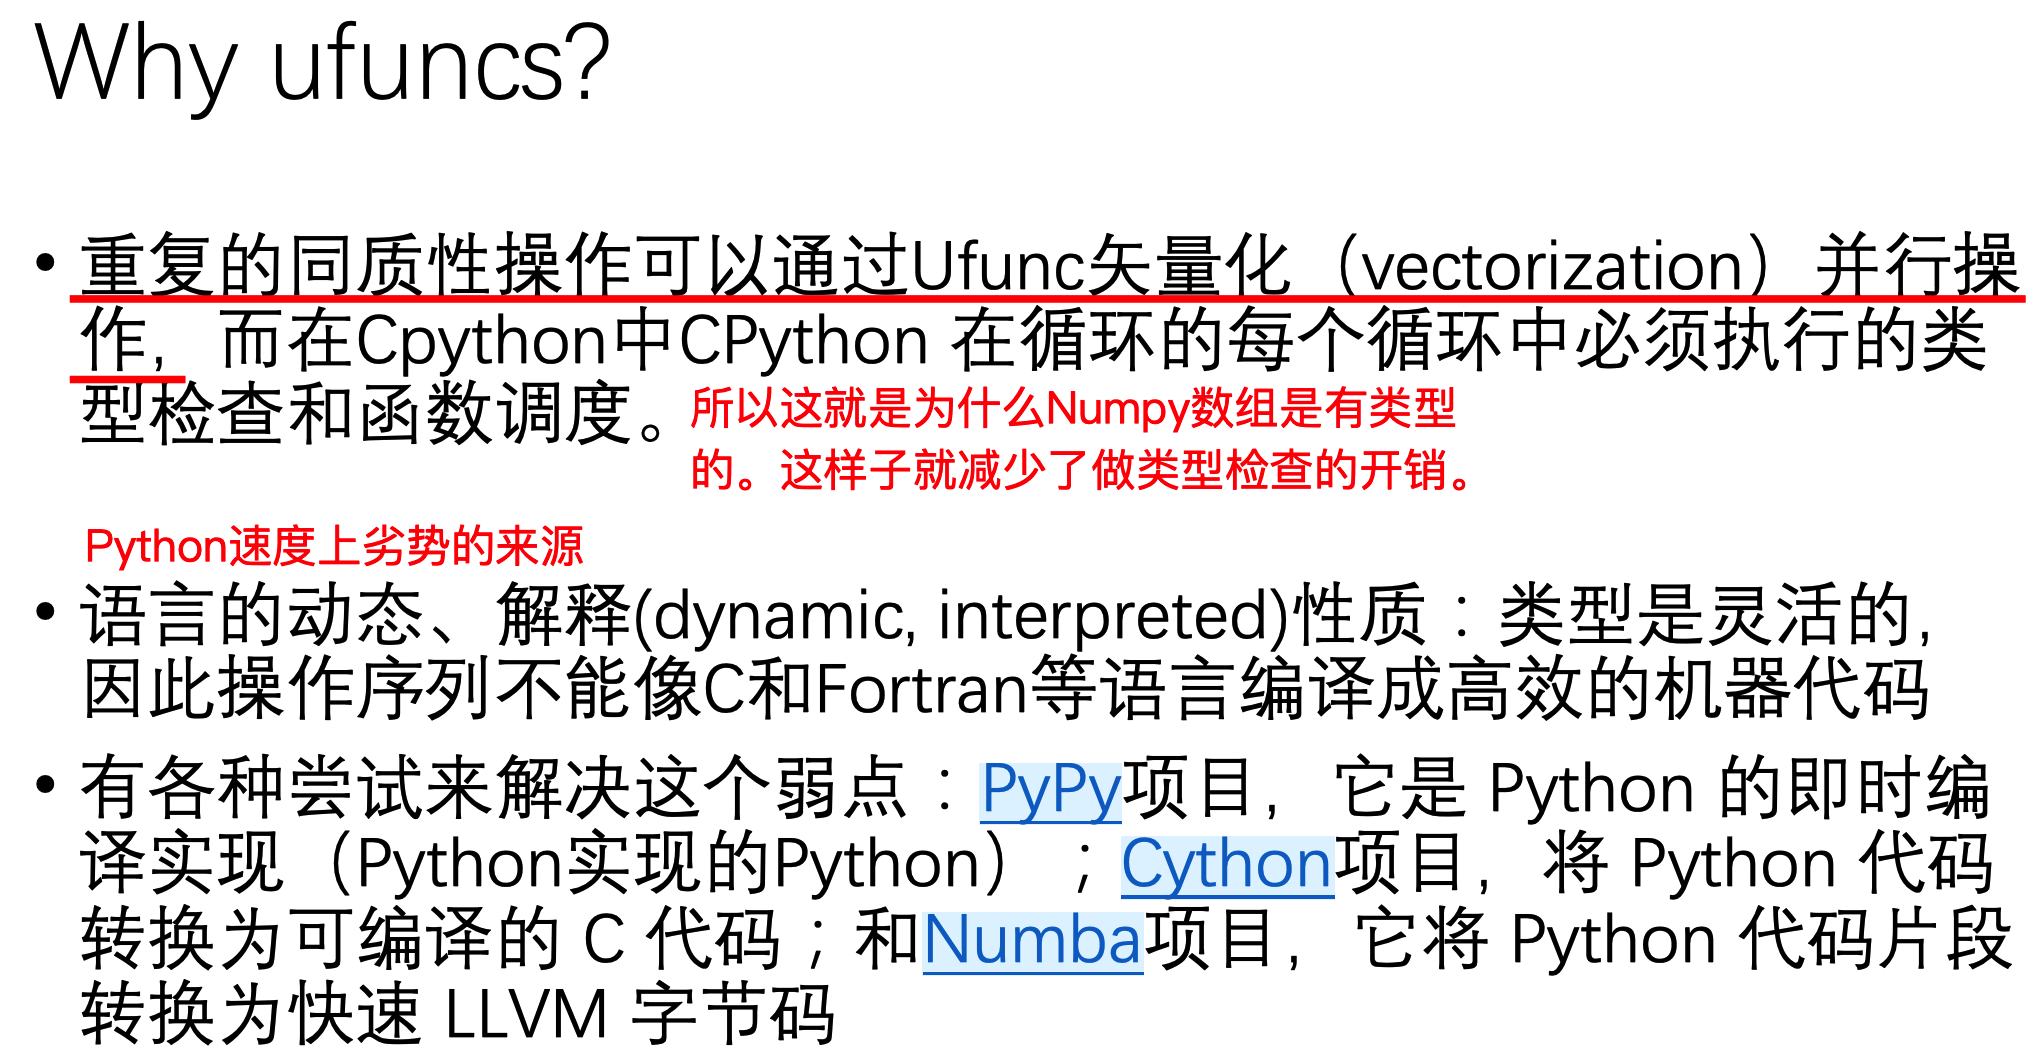 Why ufuncs?
• 重复的同质性操作可以通过Ufunc矢量化（vectorization）并行操
作，而在Cpython中CPython 在循环的每个循环中必须执行的类
型检查和函数调度。
所以这就是为什么Numpy数组是有类型
的。这样子就减少了做类型检查的开销。
Python速度上劣势的来源
• 语言的动态、解释(dynamic, interpreted)性质：类型是灵活的，
因此操作序列不能像C和Fortran等语言编译成高效的机器代码
• 有各种尝试来解决这个弱点：PyPy项目，它是 Python 的即时编
译实现（Python实现的Python）；Cython项目，将 Python 代码
转换为可编译的 C 代码；和Numba项目，它将 Python 代码片段
转换为快速 LLVM 字节码